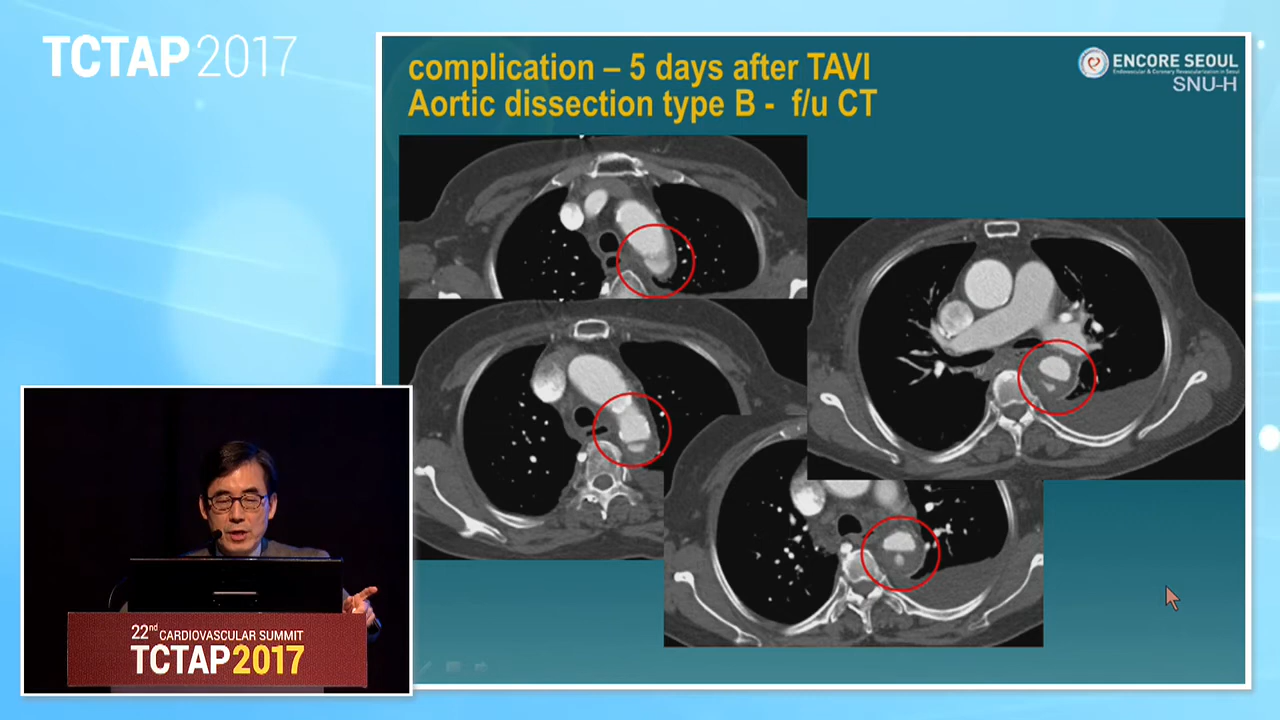 TCTAP 2017
complication – 5 days after TAVI
Aortic dissection type B - f/u CT
ENCORE SEOUL
Endovascular & Coronary Revascularization in Seoul
SNU-H
22nd CARDIOVASCULAR SUMMIT
TCTAP 2017